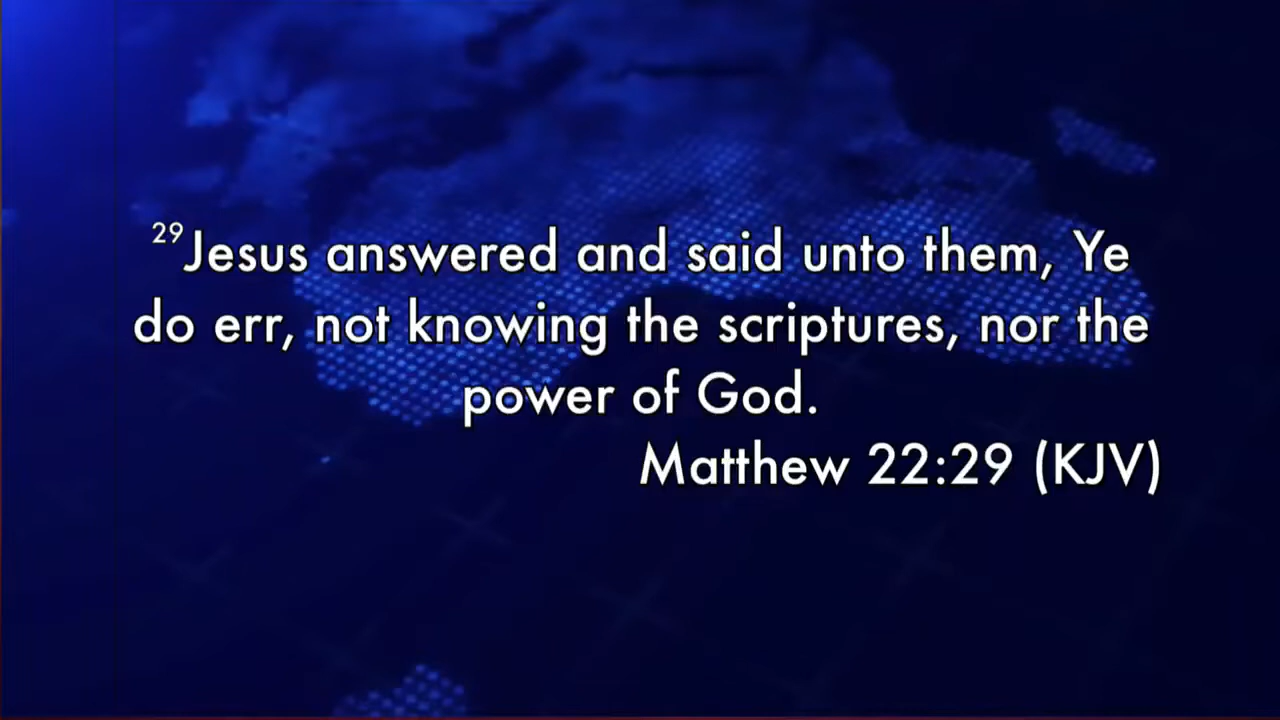 29Jesus answered and said unto them, Ye
do err, not knowing the scriptures, nor the
power of God.
Matthew 22:29 (KJV)